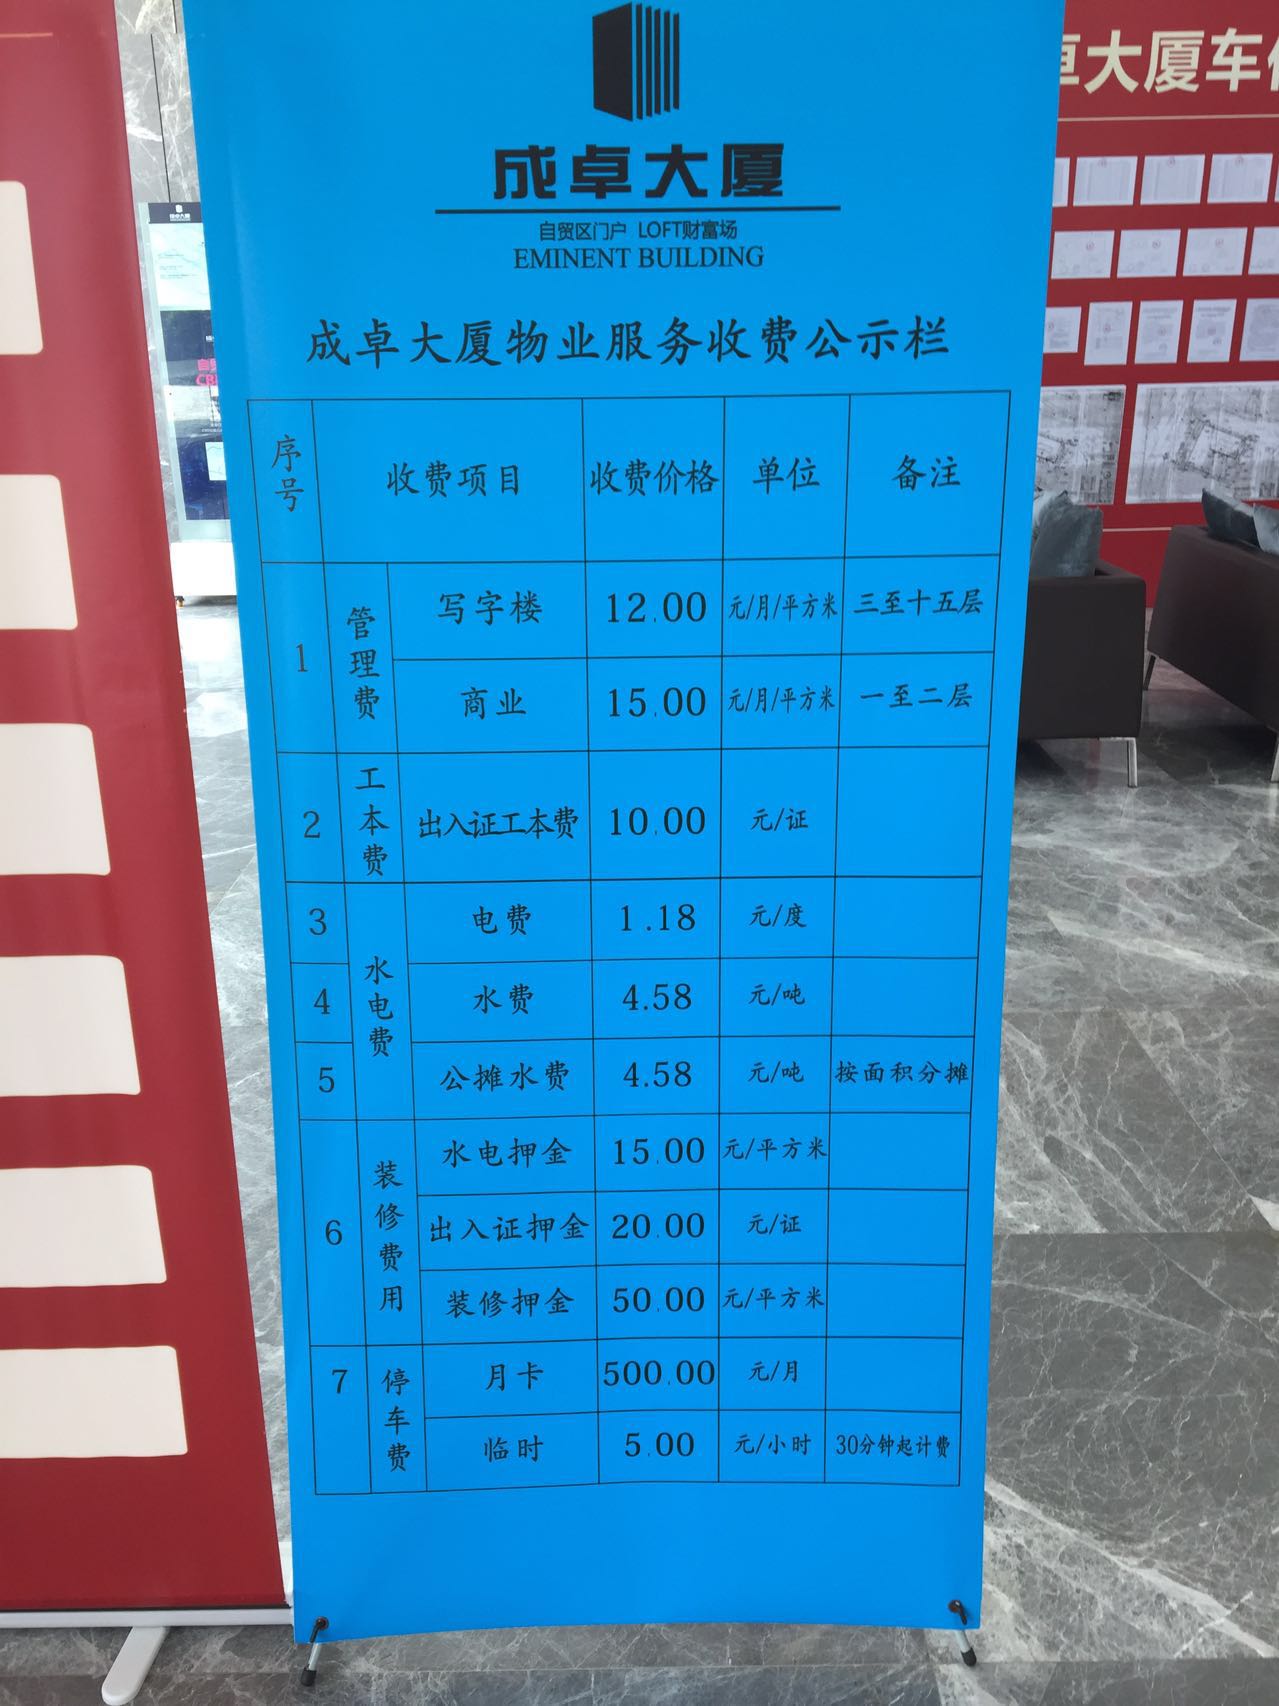 成卓大厦
自贸区门户 LOFT财富场
EMINENT BUILDING
成卓大厦物业服务收费公示栏
序号 收费项目 收费价格 单位 备注
1 管理费 写字楼 12.00 元/月/平方米 三至十五层
商业 15.00 元/月/平方米 一至二层
2 工本费 出入证工本费 10.00 元/证
3 水电费 电费 1.18 元/度
4 水费 4.58 元/吨
5 公摊水费 4.58 元/吨 按面积分摊
6 装修费用 水电押金 15.00 元/平方米
出入证押金 20.00 元/证
装修押金 50.00 元/平方米
7 停车费 月卡 500.00 元/月
临时 5.00 元/小时 30分钟起计费
卓大厦车位
成卓大厦